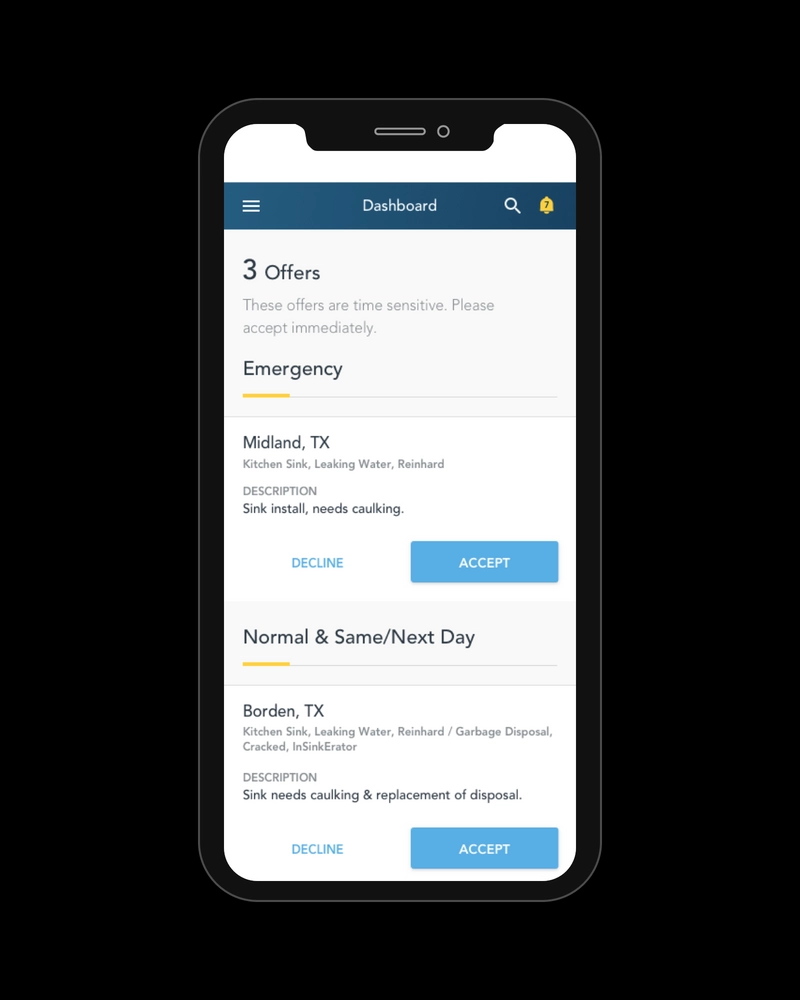 Dashboard
7
3 Offers
These offers are time sensitive. Please
accept immediately.
Emergency
Midland, TX
Kitchen Sink, Leaking Water, Reinhard
DESCRIPTION
Sink install, needs caulking.
DECLINE ACCEPT
Normal & Same/Next Day
Borden, TX
Kitchen Sink, Leaking Water, Reinhard / Garbage Disposal,
Cracked, InSinkErator
DESCRIPTION
Sink needs caulking & replacement of disposal.
DECLINE ACCEPT